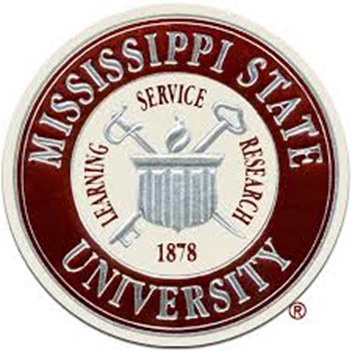 MISSISSIPPI STATE
UNIVERSITY
LEARNING
SERVICE
RESEARCH
1878
®